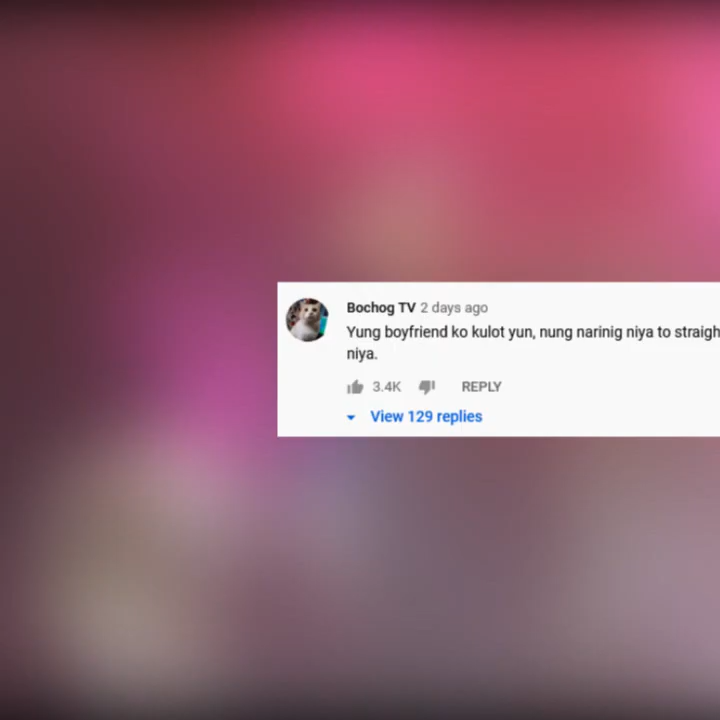 Bochog TV 2 days ago
Yung boyfriend ko kulot yun, nung narinig niya to straigh
niya.
3.4K REPLY
View 129 replies